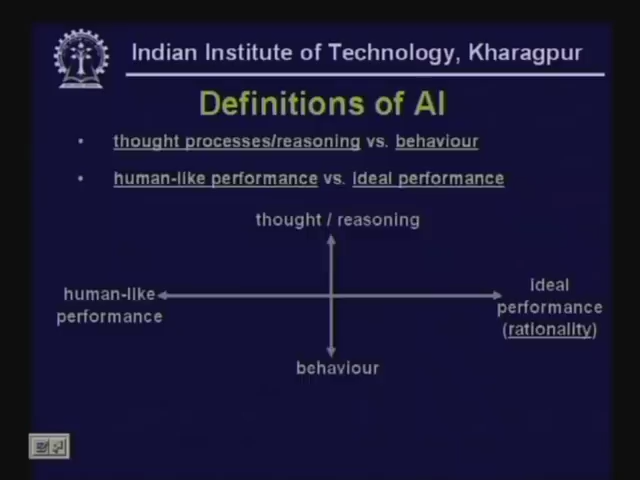 Indian Institute of Technology, Kharagpur
Definitions of AI
• thought processes/reasoning vs. behaviour
• human-like performance vs. ideal performance
thought / reasoning
human-like
performance
ideal
performance
(rationality)
behaviour